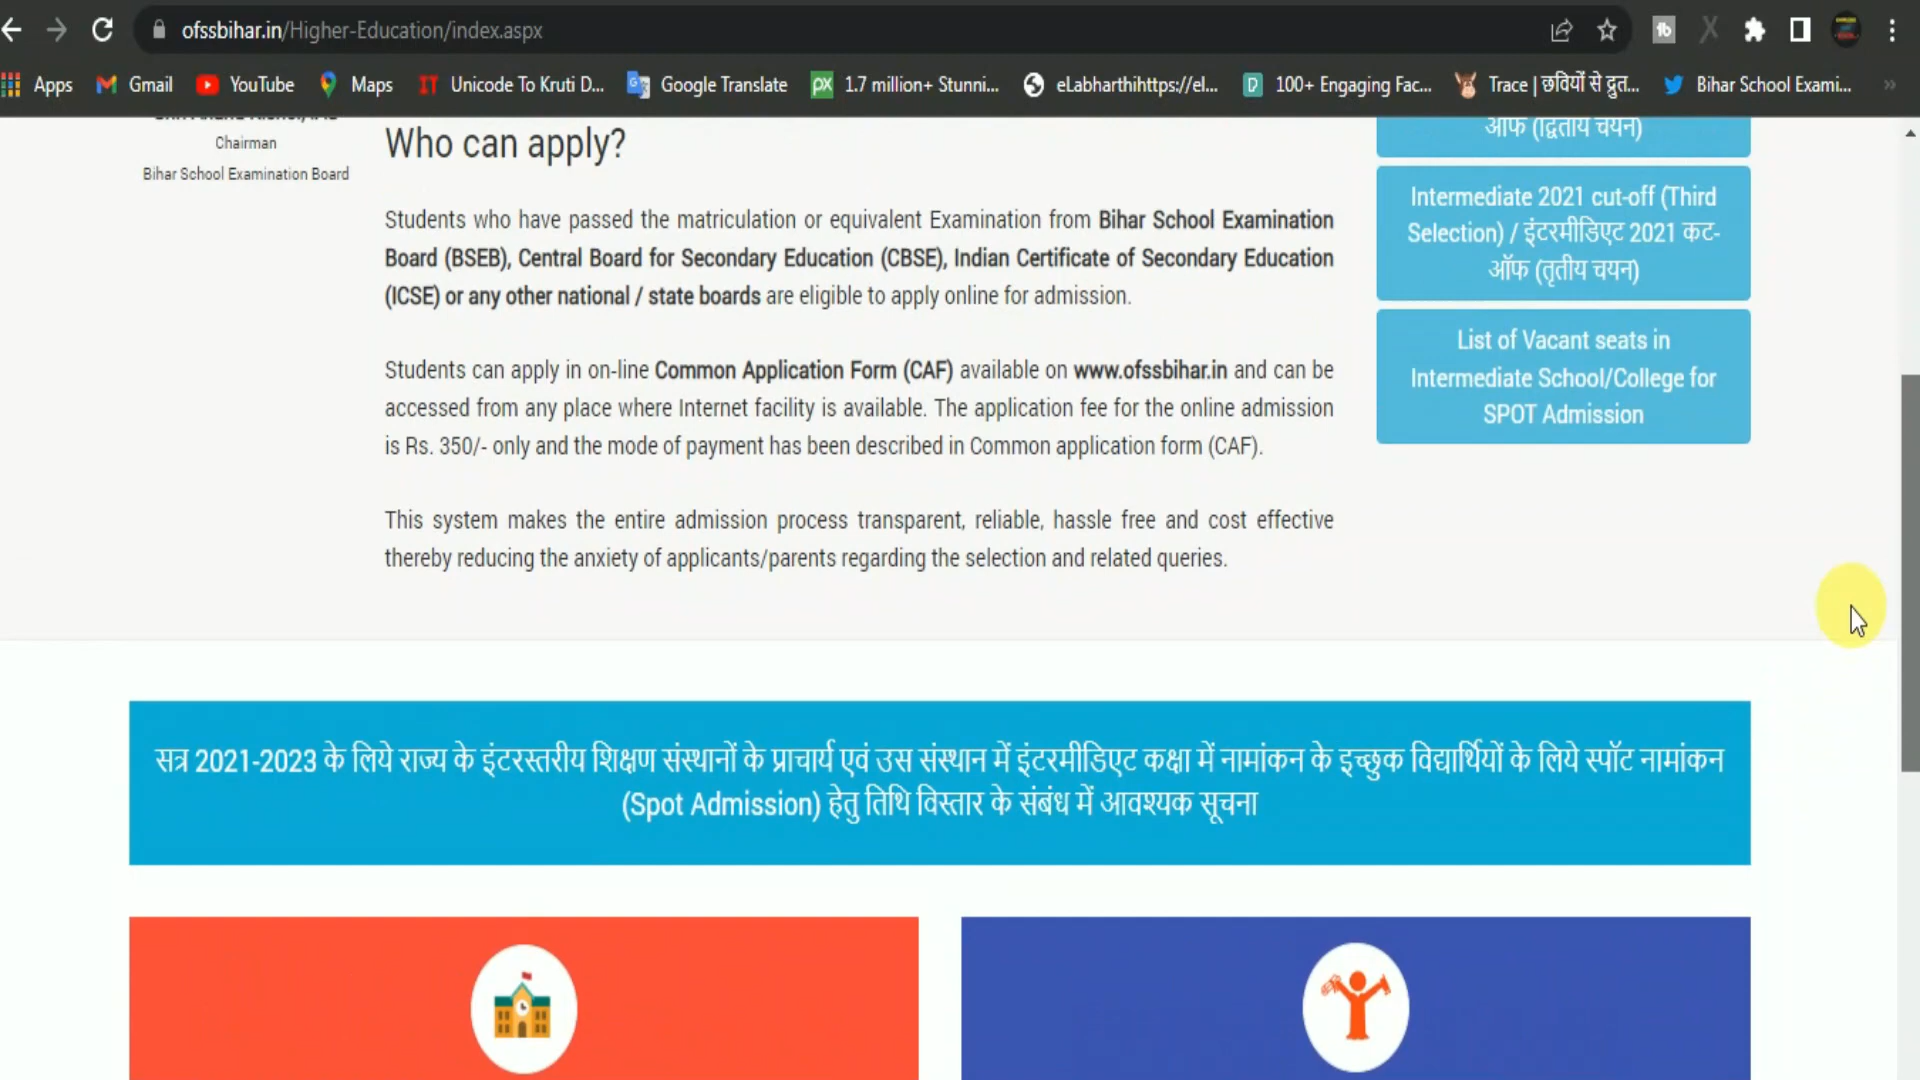 ofssbihar.in/Higher-Education/index.aspx
Apps Gmail YouTube Maps Unicode To Kruti D... Google Translate 1.7 million+ Stunni... eLabharthihttps://el... 100+ Engaging Fac... Trace | छवियों से द्रुत... Bihar School Exami...
Chairman
Bihar School Examination Board
Who can apply?
Students who have passed the matriculation or equivalent Examination from Bihar School Examination
Board (BSEB), Central Board for Secondary Education (CBSE), Indian Certificate of Secondary Education
(ICSE) or any other national / state boards are eligible to apply online for admission.
Students can apply in on-line Common Application Form (CAF) available on www.ofssbihar.in and can be
accessed from any place where Internet facility is available. The application fee for the online admission
is Rs. 350/- only and the mode of payment has been described in Common application form (CAF).
This system makes the entire admission process transparent, reliable, hassle free and cost effective
thereby reducing the anxiety of applicants/parents regarding the selection and related queries.
ऑफ (द्वितीय चयन)
Intermediate 2021 cut-off (Third
Selection) / इंटरमीडिएट 2021 कट-
ऑफ (तृतीय चयन)
List of Vacant seats in
Intermediate School/College for
SPOT Admission
सत्र 2021-2023 के लिये राज्य के इंटरस्तरीय शिक्षण संस्थानों के प्राचार्य एवं उस संस्थान में इंटरमीडिएट कक्षा में नामांकन के इच्छुक विद्यार्थियों के लिये स्पॉट नामांकन
(Spot Admission) हेतु तिथि विस्तार के संबंध में आवश्यक सूचना